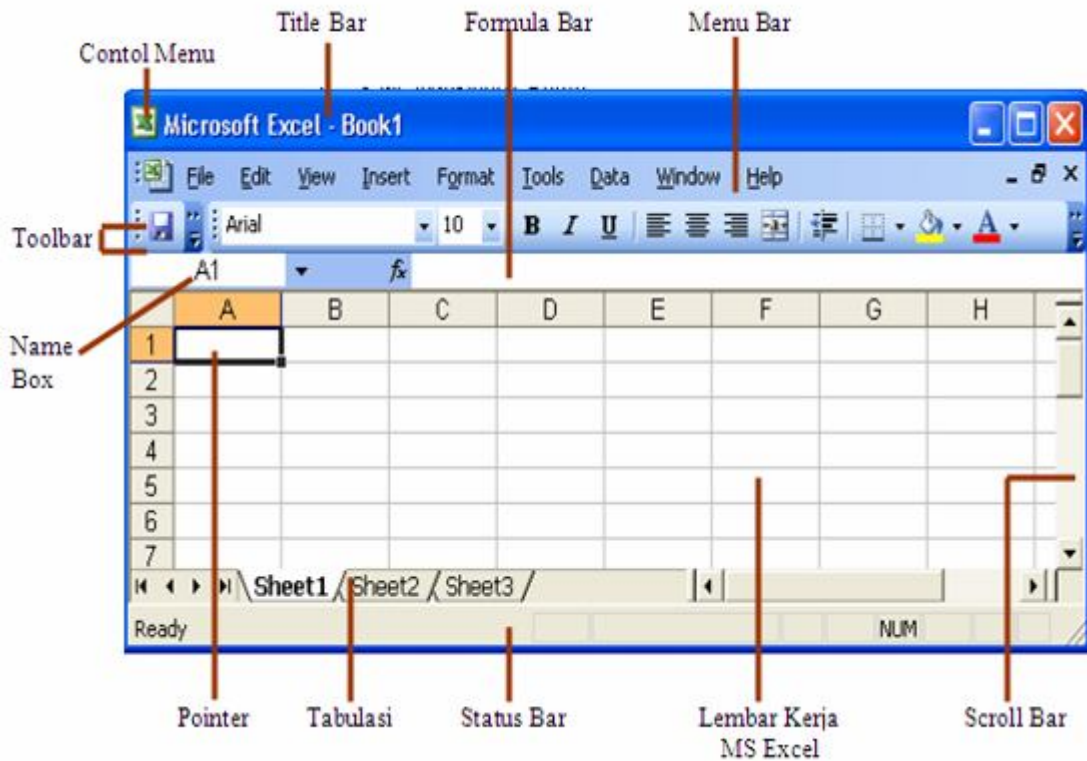 Title Bar Formula Bar Menu Bar
Contol Menu
Microsoft Excel - Book1
File Edit View Insert Format Tools Data Window Help
Toolbar
Arial 10 B I U A
A1 fx
A B C D E F G H
Name
Box
1
2
3
4
5
6
7
Sheet1 Sheet2 Sheet3
Ready NUM
Pointer Tabulasi Status Bar Lembar Kerja Scroll Bar
MS Excel